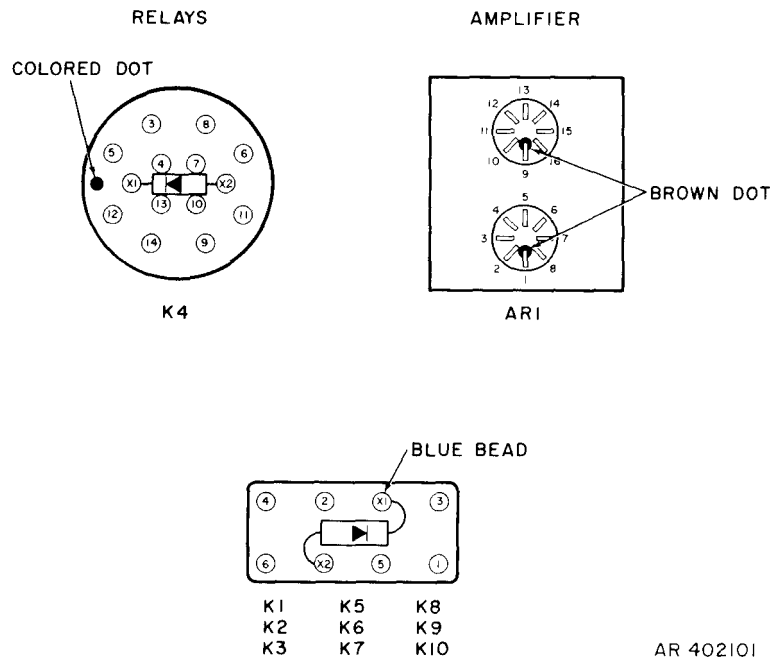 RELAYS
AMPLIFIER
COLORED DOT
3 8
5 4 7 6
X1 X2
12 13 10 11
14 9
K4
13
12 14
11 15
10 16
9
BROWN DOT
5
4 6
3 7
2 8
1
AR1
BLUE BEAD
4 2 X1 3
6 X2 5 1
K1 K5 K8
K2 K6 K9
K3 K7 K10
AR 402101